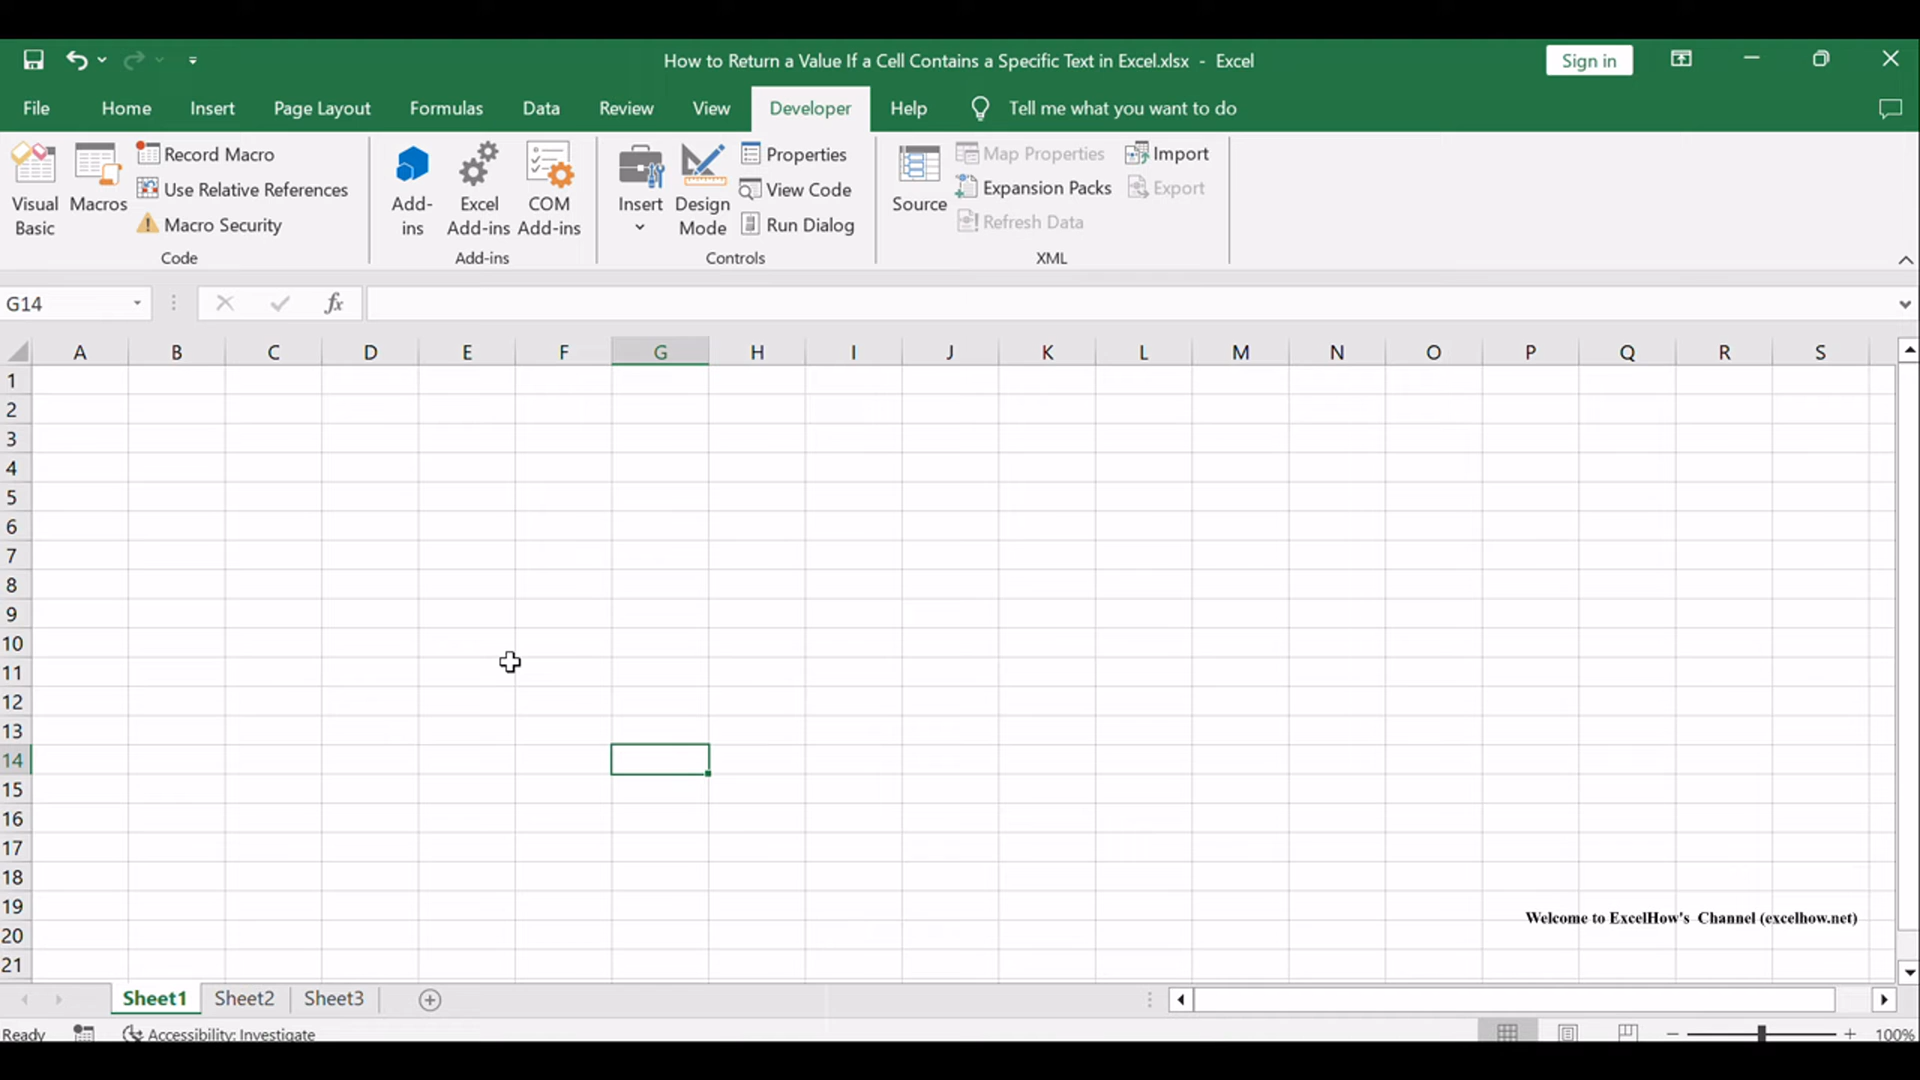 How to Return a Value If a Cell Contains a Specific Text in Excel.xlsx - Excel
Sign in
File Home Insert Page Layout Formulas Data Review View Developer Help Tell me what you want to do
Visual Basic
Macros
Record Macro
Use Relative References
Macro Security
Code
Add-ins
Excel Add-ins
COM Add-ins
Add-ins
Insert
Design Mode
Properties
View Code
Run Dialog
Controls
Source
Map Properties
Expansion Packs
Refresh Data
Import
Export
XML
G14
fx
A B C D E F G H I J K L M N O P Q R S
1
2
3
4
5
6
7
8
9
10
11
12
13
14
15
16
17
18
19
20
21
Welcome to ExcelHow's Channel (excelhow.net)
Sheet1 Sheet2 Sheet3
Ready Accessibility: Investigate 100%